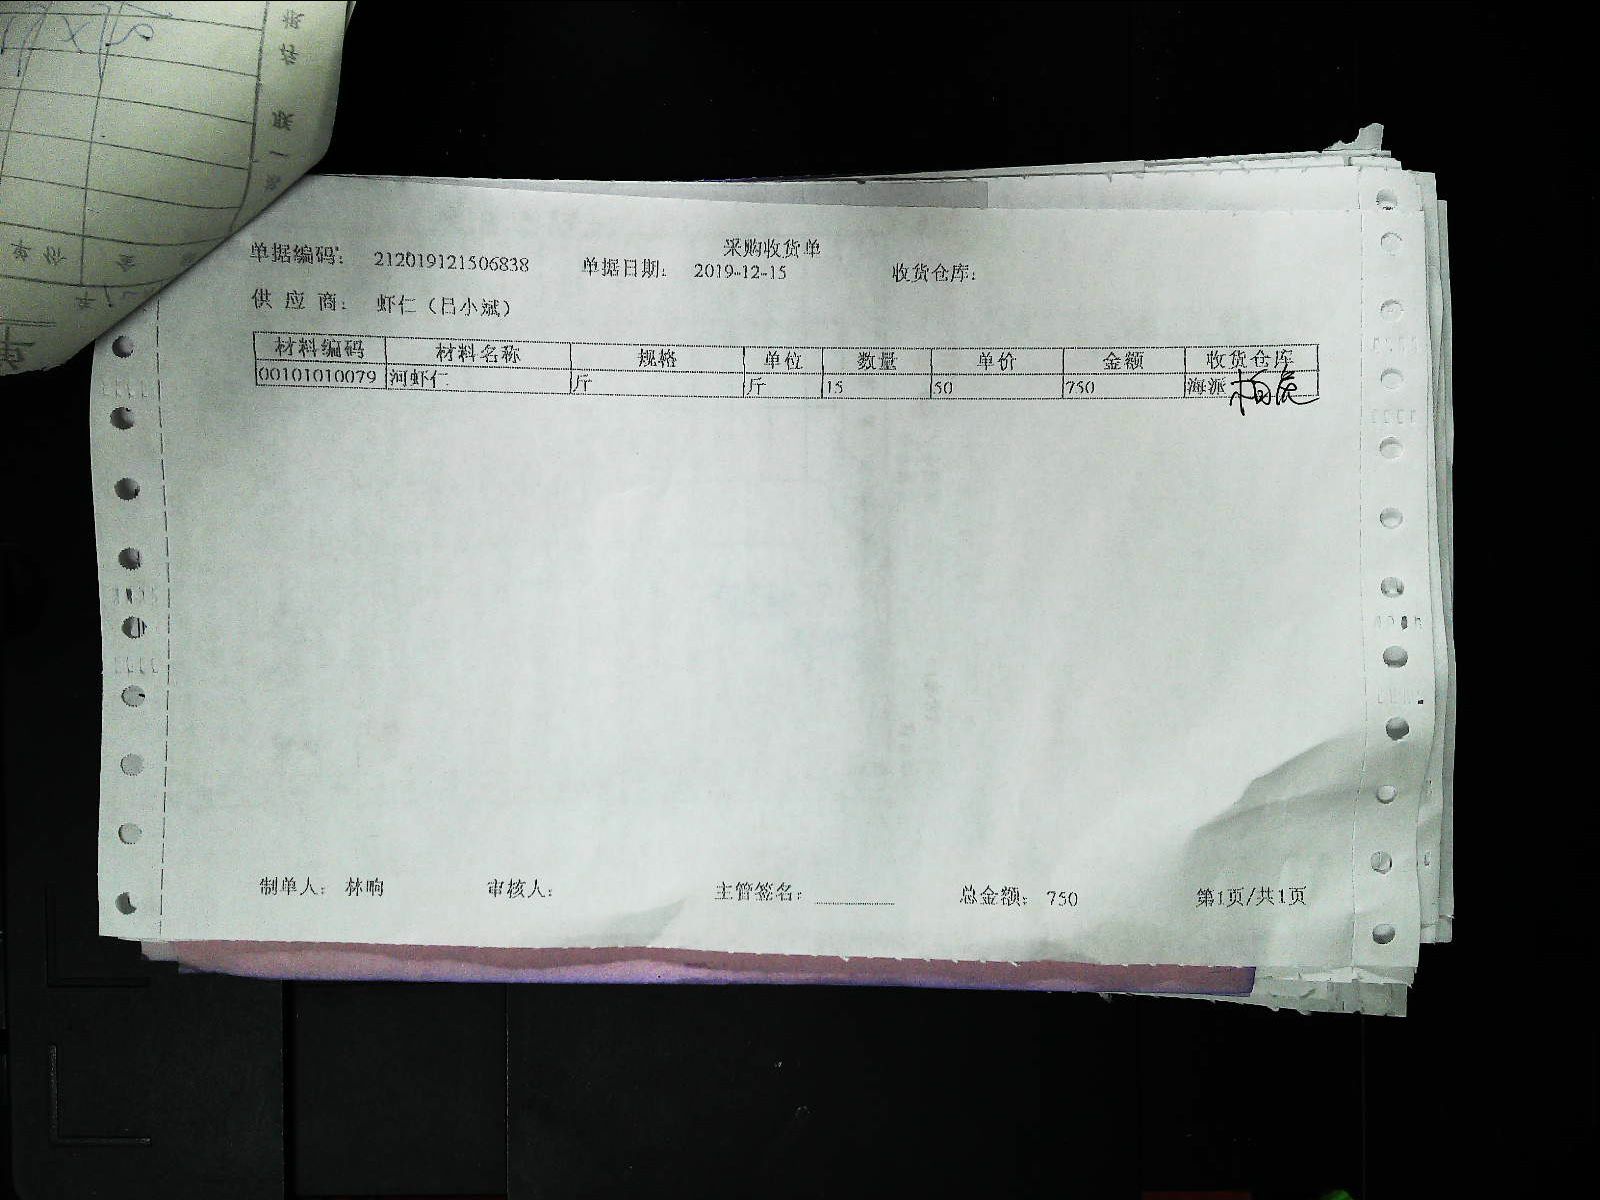 采购收货单
单据编码: 212019121506838 单据日期: 2019-12-15 收货仓库:
供应商: 虾仁（吕小斌）
材料编码 材料名称 规格 单位 数量 单价 金额 收货仓库
00101010079 河虾仁 斤 斤 15 50 750 海派
制单人: 林响 审核人: 主管签名: 总金额: 750 第1页/共1页
单价 金
联